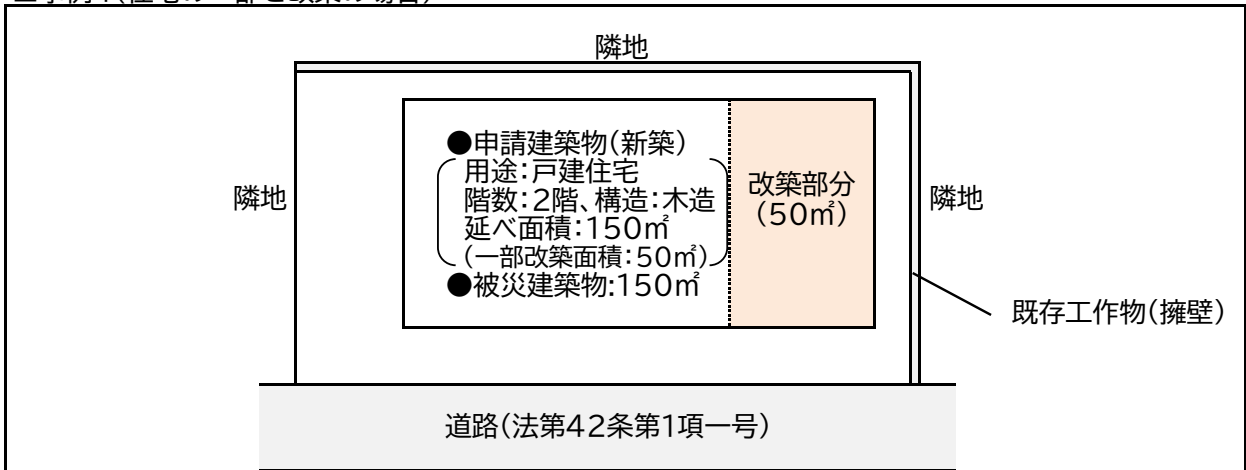 隣地
●申請建築物(新築)
用途:戸建住宅
階数:2階、構造:木造
延べ面積:150㎡
(一部改築面積:50㎡)
●被災建築物:150㎡
改築部分
(50㎡)
隣地
隣地
既存工作物(擁壁)
道路(法第42条第1項一号)